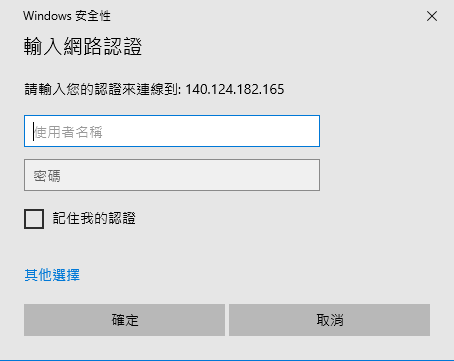 Windows 安全性
輸入網路認證
請輸入您的認證來連線到: 140.124.182.165
使用者名稱
密碼
記住我的認證
其他選擇
確定
取消